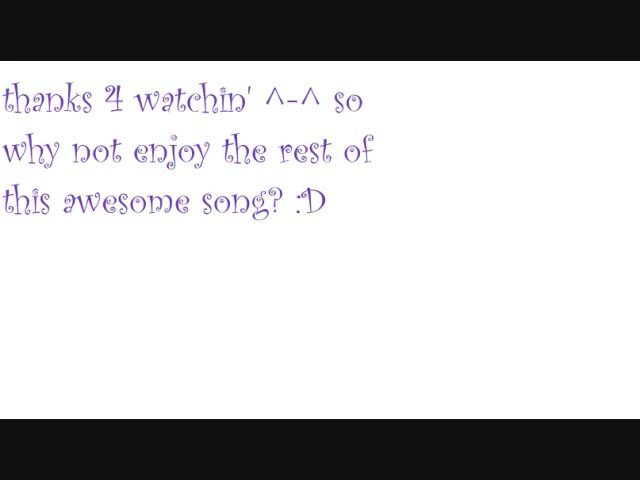 thanks 4 watchin' ^-^ so
why not enjoy the rest of
this awesome song? :D